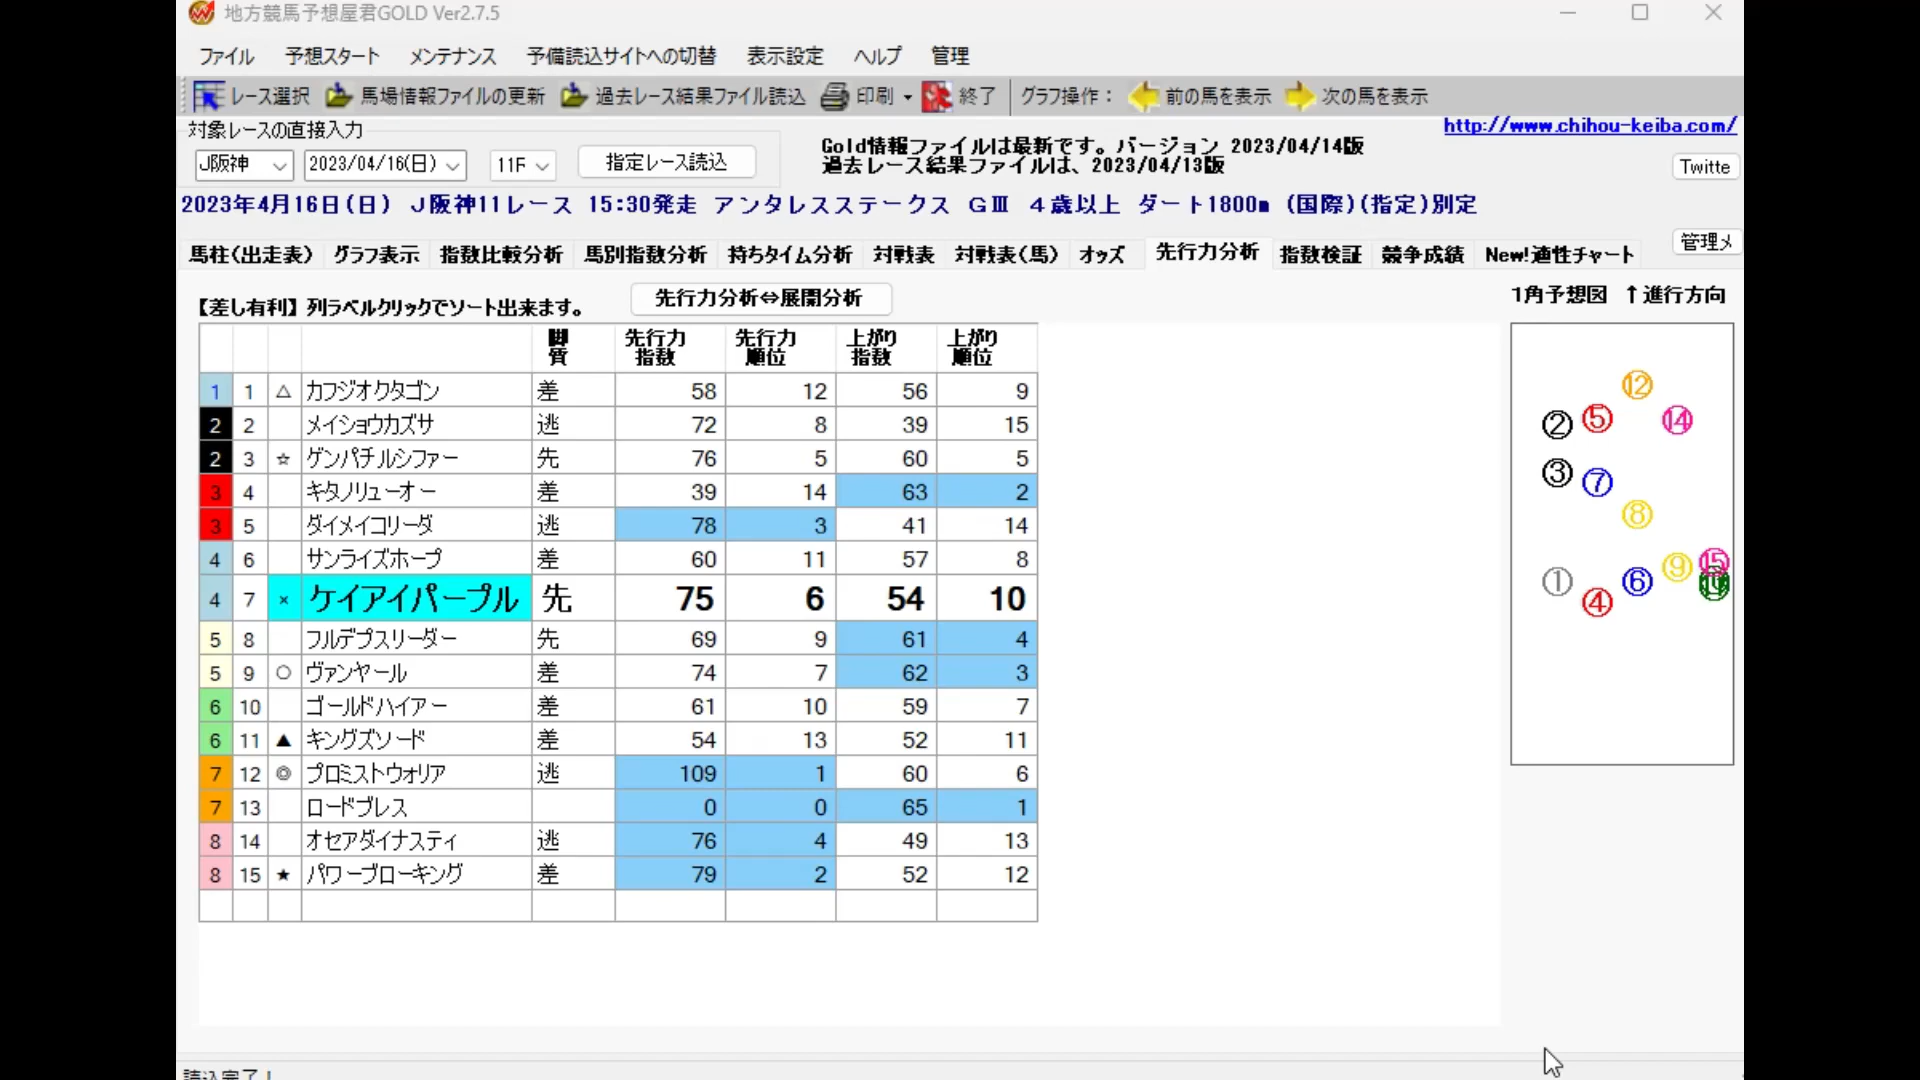 地方競馬予想屋君GOLD Ver2.7.5
ファイル 予想スタート メンテナンス 予備読込サイトへの切替 表示設定 ヘルプ 管理
レース選択 馬場情報ファイルの更新 過去レース結果ファイル読込 印刷 終了 グラフ操作： 前の馬を表示 次の馬を表示
対象レースの直接入力
http://www.chihou-keiba.com/
J阪神 2023/04/16(日) 11R 指定レース読込
Gold情報ファイルは最新です。バージョン 2023/04/14版
過去レース結果ファイルは、2023/04/13版
Twitte
2023年4月16日(日) Ｊ阪神11レース 15:30発走 アンタレスステークス ＧⅢ ４歳以上 ダート1800m (国際)(指定)別定
管理メ
馬柱(出走表) グラフ表示 指数比較分析 馬別指数分析 持ちタイム分析 対戦表 対戦表(馬) オッズ 先行力分析 指数検証 競争成績 New!適性チャート
【差し有利】列ラベルクリックでソート出来ます。 先行力分析⇔展開分析
1角予想図 ↑進行方向
脚質 先行力指数 先行力順位 上がり指数 上がり順位
1 1 △ カフジオクタゴン 差 58 12 56 9
2 2 メイショウカズサ 逃 72 8 39 15
2 3 ☆ ゲンパチルシファー 先 76 5 60 5
3 4 キタノリューオー 差 39 14 63 2
3 5 ダイメイコリーダ 逃 78 3 41 14
4 6 サンライズホープ 差 60 11 57 8
4 7 × ケイアイパープル 先 75 6 54 10
5 8 フルデプスリーダー 先 69 9 61 4
5 9 ○ ヴァンヤール 差 74 7 62 3
6 10 ゴールドハイアー 差 61 10 59 7
6 11 ▲ キングズソード 差 54 13 52 11
7 12 ◎ プロミストウォリア 逃 109 1 60 6
7 13 ロードブレス 0 0 65 1
8 14 オセアダイナスティ 逃 76 4 49 13
8 15 ★ パワーブローキング 差 79 2 52 12
⑫
② ⑤ ⑭
③ ⑦
⑧
① ④ ⑥ ⑨ ⑮
読込完了！